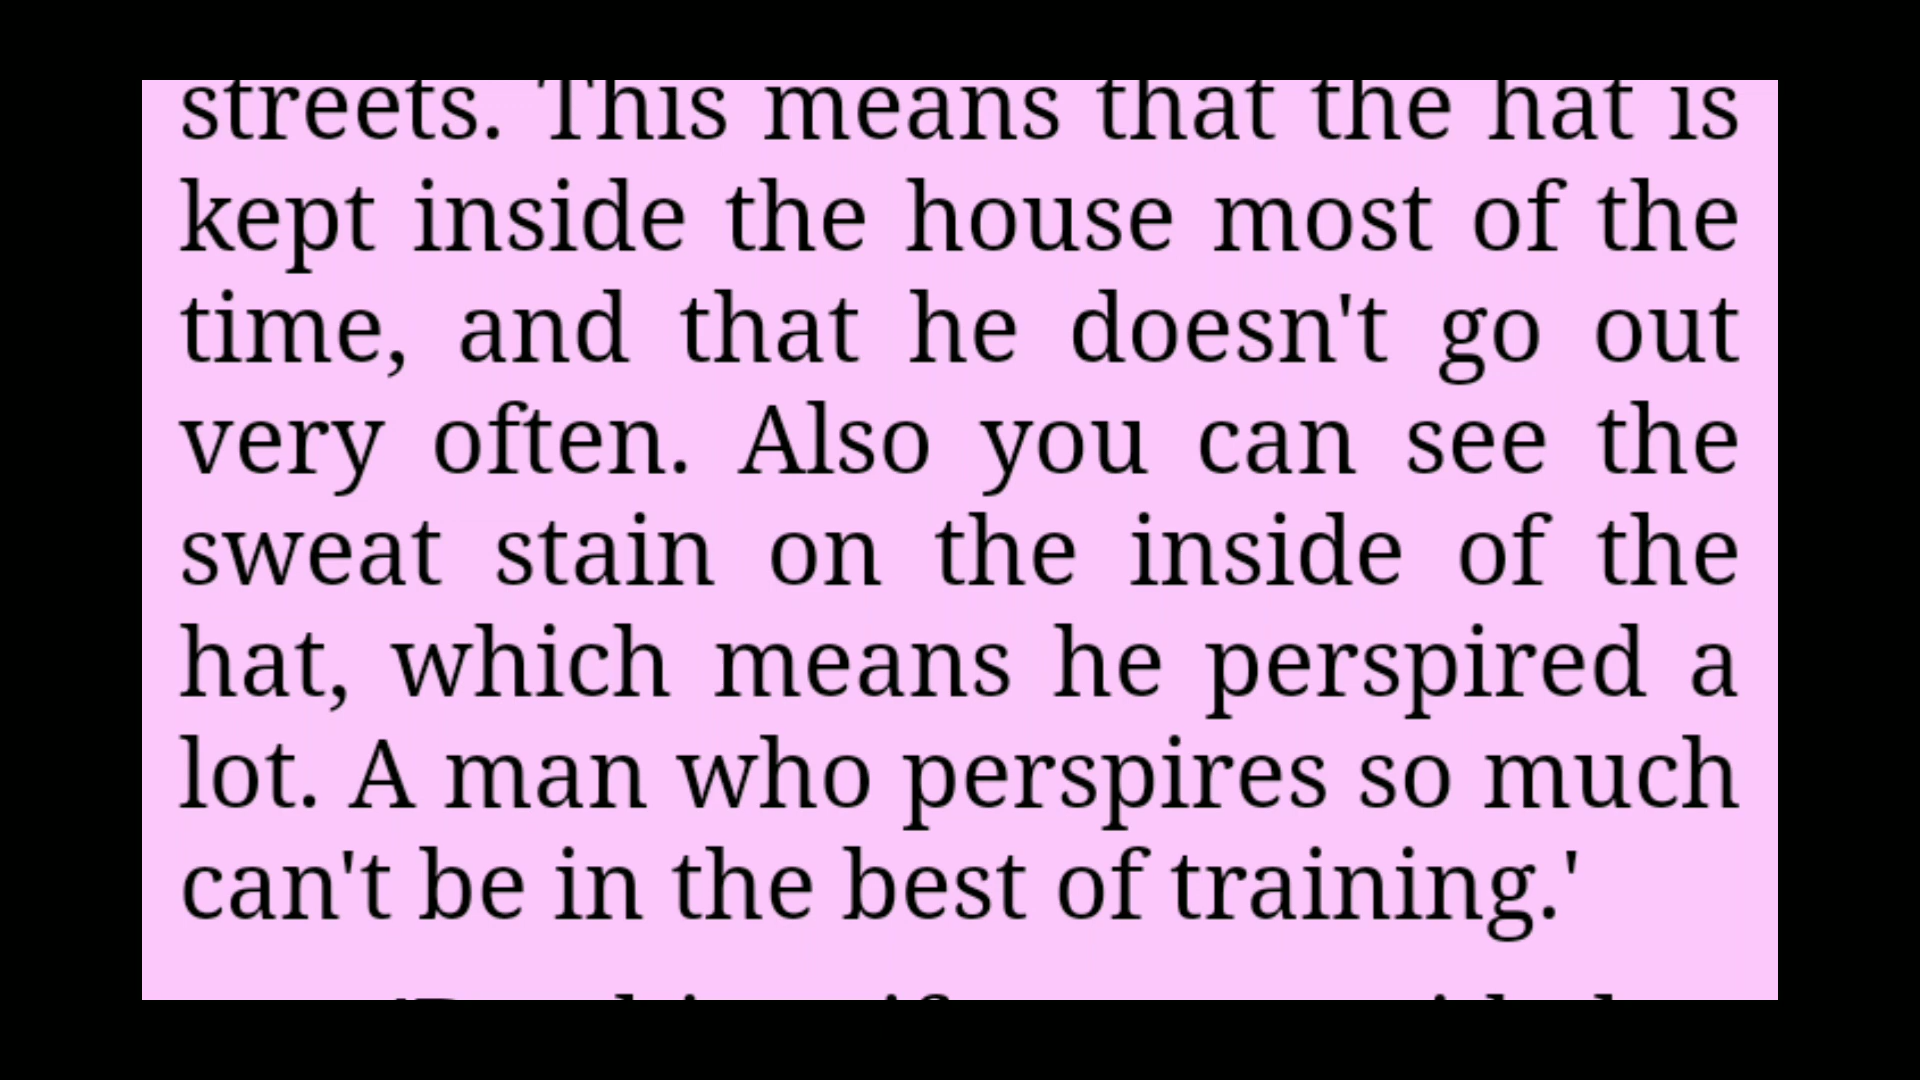 streets. This means that the hat is
kept inside the house most of the
time, and that he doesn't go out
very often. Also you can see the
sweat stain on the inside of the
hat, which means he perspired a
lot. A man who perspires so much
can't be in the best of training.'